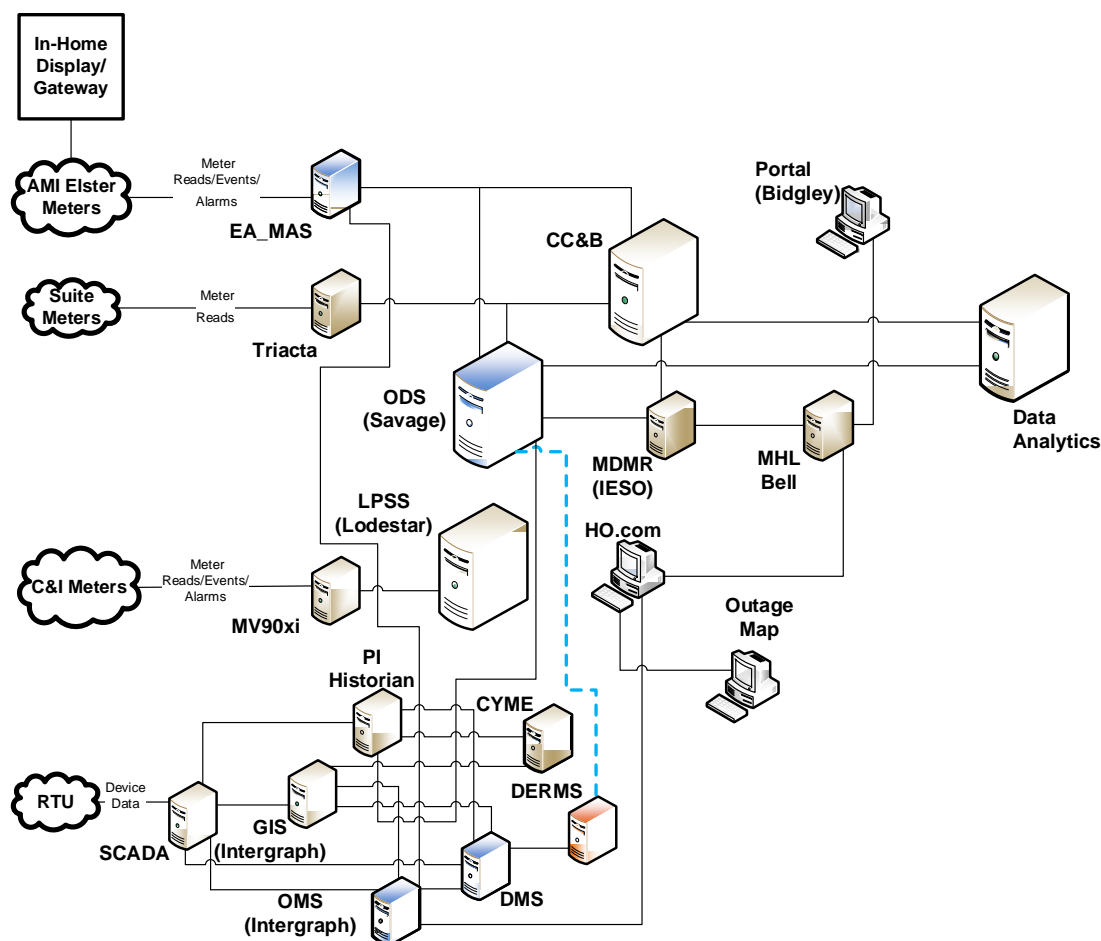 In-Home
Display/
Gateway
AMI Elster
Meters
Meter
Reads/Events/
Alarms
EA_MAS
Portal
(Bidgley)
CC&B
Suite
Meters
Meter
Reads
Triacta
ODS
(Savage)
MDMR
(IESO)
MHL
Bell
Data
Analytics
LPSS
(Lodestar)
HO.com
C&I Meters
Meter
Reads/Events/
Alarms
MV90xi
Outage
Map
PI
Historian
CYME
RTU
Device
Data
SCADA
GIS
(Intergraph)
DERMS
OMS
(Intergraph)
DMS